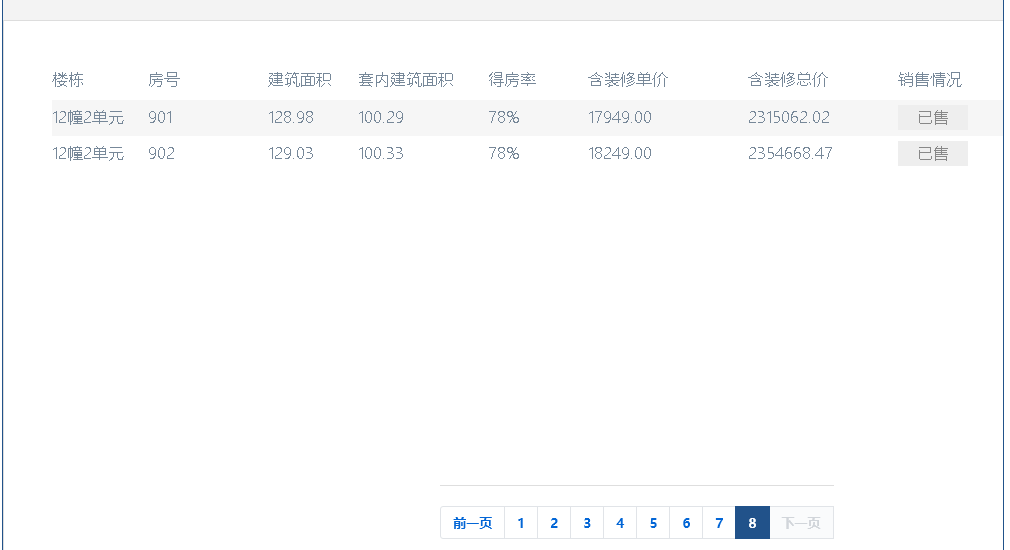 楼栋 房号 建筑面积 套内建筑面积 得房率 含装修单价 含装修总价 销售情况
12幢2单元 901 128.98 100.29 78% 17949.00 2315062.02 已售
12幢2单元 902 129.03 100.33 78% 18249.00 2354668.47 已售
前一页 1 2 3 4 5 6 7 8 下一页